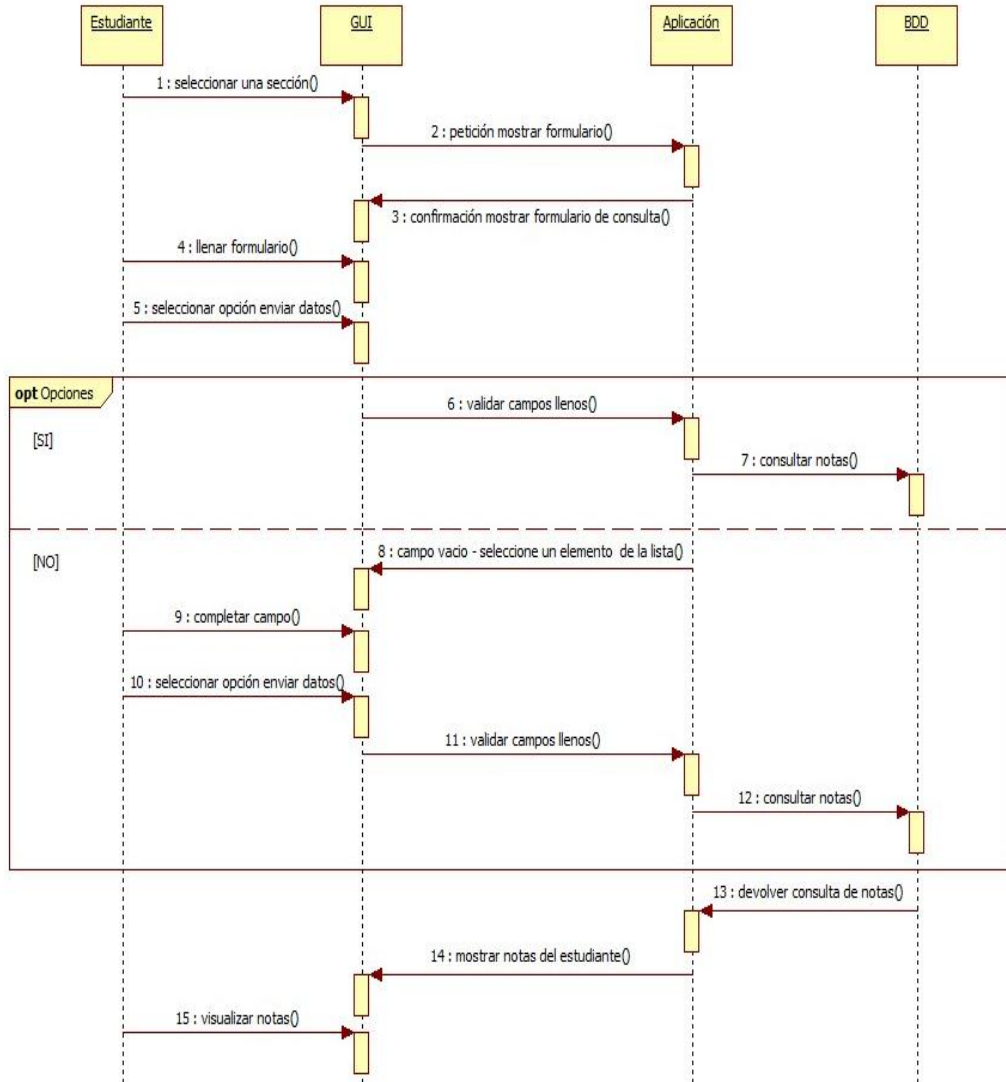 Estudiante
GUI
Aplicación
BDD
1 : seleccionar una sección()
2 : petición mostrar formulario()
3 : confirmación mostrar formulario de consulta()
4 : llenar formulario()
5 : seleccionar opción enviar datos()
opt Opciones
6 : validar campos llenos()
[SI]
7 : consultar notas()
8 : campo vacio - seleccione un elemento de la lista()
[NO]
9 : completar campo()
10 : seleccionar opción enviar datos()
11 : validar campos llenos()
12 : consultar notas()
13 : devolver consulta de notas()
14 : mostrar notas del estudiante()
15 : visualizar notas()